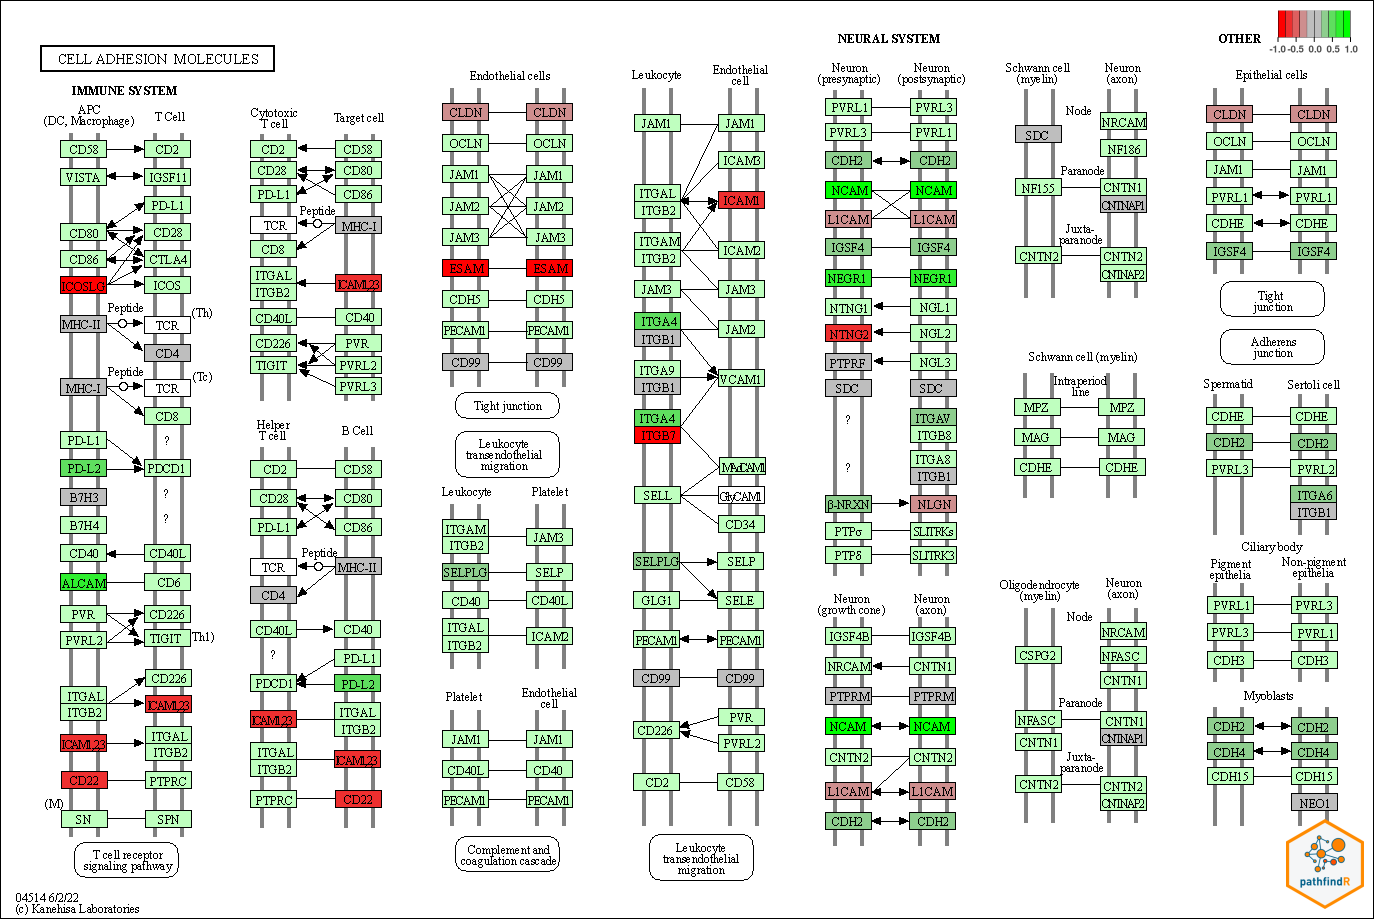 CELL ADHESION MOLECULES
NEURAL SYSTEM
OTHER
-1.0 -0.5 0.0 0.5 1.0
IMMUNE SYSTEM
APC
(DC, Macrophage)
T Cell
CD58
CD2
VISTA
IGSF11
PD-L1
CD80
CD28
CD86
CTLA4
ICOSLG
ICOS
Peptide
(Th)
MHC-II
TCR
CD4
Peptide
(Tc)
MHC-I
TCR
CD8
PD-L1
?
PD-L2
PDCD1
B7H3
?
B7H4
?
CD40
CD40L
ALCAM
CD6
PVR
CD226
PVRL2
TIGIT
Th1)
CD226
ITGAL
ITGB2
ICAM1,2,3
ICAM1,2,3
ITGAL
ITGB2
CD22
PTPRC
(M)
SN
SPN
T cell receptor
signaling pathway
04514 6/2/22
(c) Kanehisa Laboratories
Cytotoxic
T cell
Target cell
CD2
CD58
CD28
CD80
PD-L1
CD86
Peptide
TCR
MHC-I
CD8
ITGAL
ITGB2
ICAM1,2,3
CD40L
CD40
CD226
PVR
TIGIT
PVRL2
PVRL3
Helper
T cell
B Cell
CD2
CD58
CD28
CD80
PD-L1
CD86
Peptide
TCR
MHC-II
CD4
CD40L
CD40
?
PD-L1
PDCD1
PD-L2
ICAM1,2,3
ITGAL
ITGB2
ITGAL
ITGB2
ICAM1,2,3
PTPRC
CD22
Endothelial cells
CLDN
CLDN
OCLN
OCLN
JAM1
JAM1
JAM2
JAM2
JAM3
JAM3
ESAM
ESAM
CDH5
CDH5
PECAM1
PECAM1
CD99
CD99
Tight junction
Leukocyte
transendothelial
migration
Leukocyte
Platelet
ITGAM
ITGB2
JAM3
SELPLG
SELP
CD40
CD40L
ITGAL
ITGB2
ICAM2
Platelet
Endothelial
cell
JAM1
JAM1
CD40L
CD40
PECAM1
PECAM1
Complement and
coagulation cascade
Leukocyte
Endothelial
cell
JAM1
JAM1
ICAM3
ITGAL
ITGB2
ICAM1
ITGAM
ITGB2
ICAM2
JAM3
JAM3
ITGA4
ITGB1
JAM2
ITGA9
ITGB1
VCAM1
ITGA4
ITGB7
MAdCAM1
SELL
GlyCAM1
CD34
SELPLG
SELP
GLG1
SELE
PECAM1
PECAM1
CD99
CD99
CD226
PVR
PVRL2
CD2
CD58
Leukocyte
transendothelial
migration
Neuron
(presynaptic)
Neuron
(postsynaptic)
PVRL1
PVRL3
PVRL3
PVRL1
CDH2
CDH2
NCAM
NCAM
L1CAM
L1CAM
IGSF4
IGSF4
NEGR1
NEGR1
NTNG1
NGL1
NTNG2
NGL2
PTPRF
NGL3
SDC
SDC
?
ITGAV
ITGB8
?
ITGA8
ITGB1
β-NRXN
NLGN
PTPσ
SLITRKs
PTPδ
SLITRK3
Neuron
(growth cone)
Neuron
(axon)
IGSF4B
IGSF4B
NRCAM
CNTN1
PTPRM
PTPRM
NCAM
NCAM
CNTN2
CNTN2
L1CAM
L1CAM
CDH2
CDH2
Schwann cell
(myelin)
Neuron
(axon)
Node
NRCAM
SDC
NF186
Paranode
NF155
CNTN1
CNTNAP1
Juxta-
paranode
CNTN2
CNTN2
CNTNAP2
Schwann cell (myelin)
Intraperiod
line
MPZ
MPZ
MAG
MAG
CDHE
CDHE
Oligodendrocyte
(myelin)
Neuron
(axon)
Node
NRCAM
CSPG2
NFASC
CNTN1
Paranode
NFASC
CNTN1
CNTN1
CNTNAP1
Juxta-
paranode
CNTN2
CNTN2
CNTNAP2
Epithelial cells
CLDN
CLDN
OCLN
OCLN
JAM1
JAM1
PVRL1
PVRL1
CDHE
CDHE
IGSF4
IGSF4
Tight
junction
Adherens
junction
Spermatid
Sertoli cell
CDHE
CDHE
CDH2
CDH2
PVRL3
PVRL2
ITGA6
ITGB1
Ciliary body
Pigment
epithelia
Non-pigment
epithelia
PVRL1
PVRL3
PVRL3
PVRL1
CDH3
CDH3
Myoblasts
CDH2
CDH2
CDH4
CDH4
CDH15
CDH15
NEO1
pathfindR